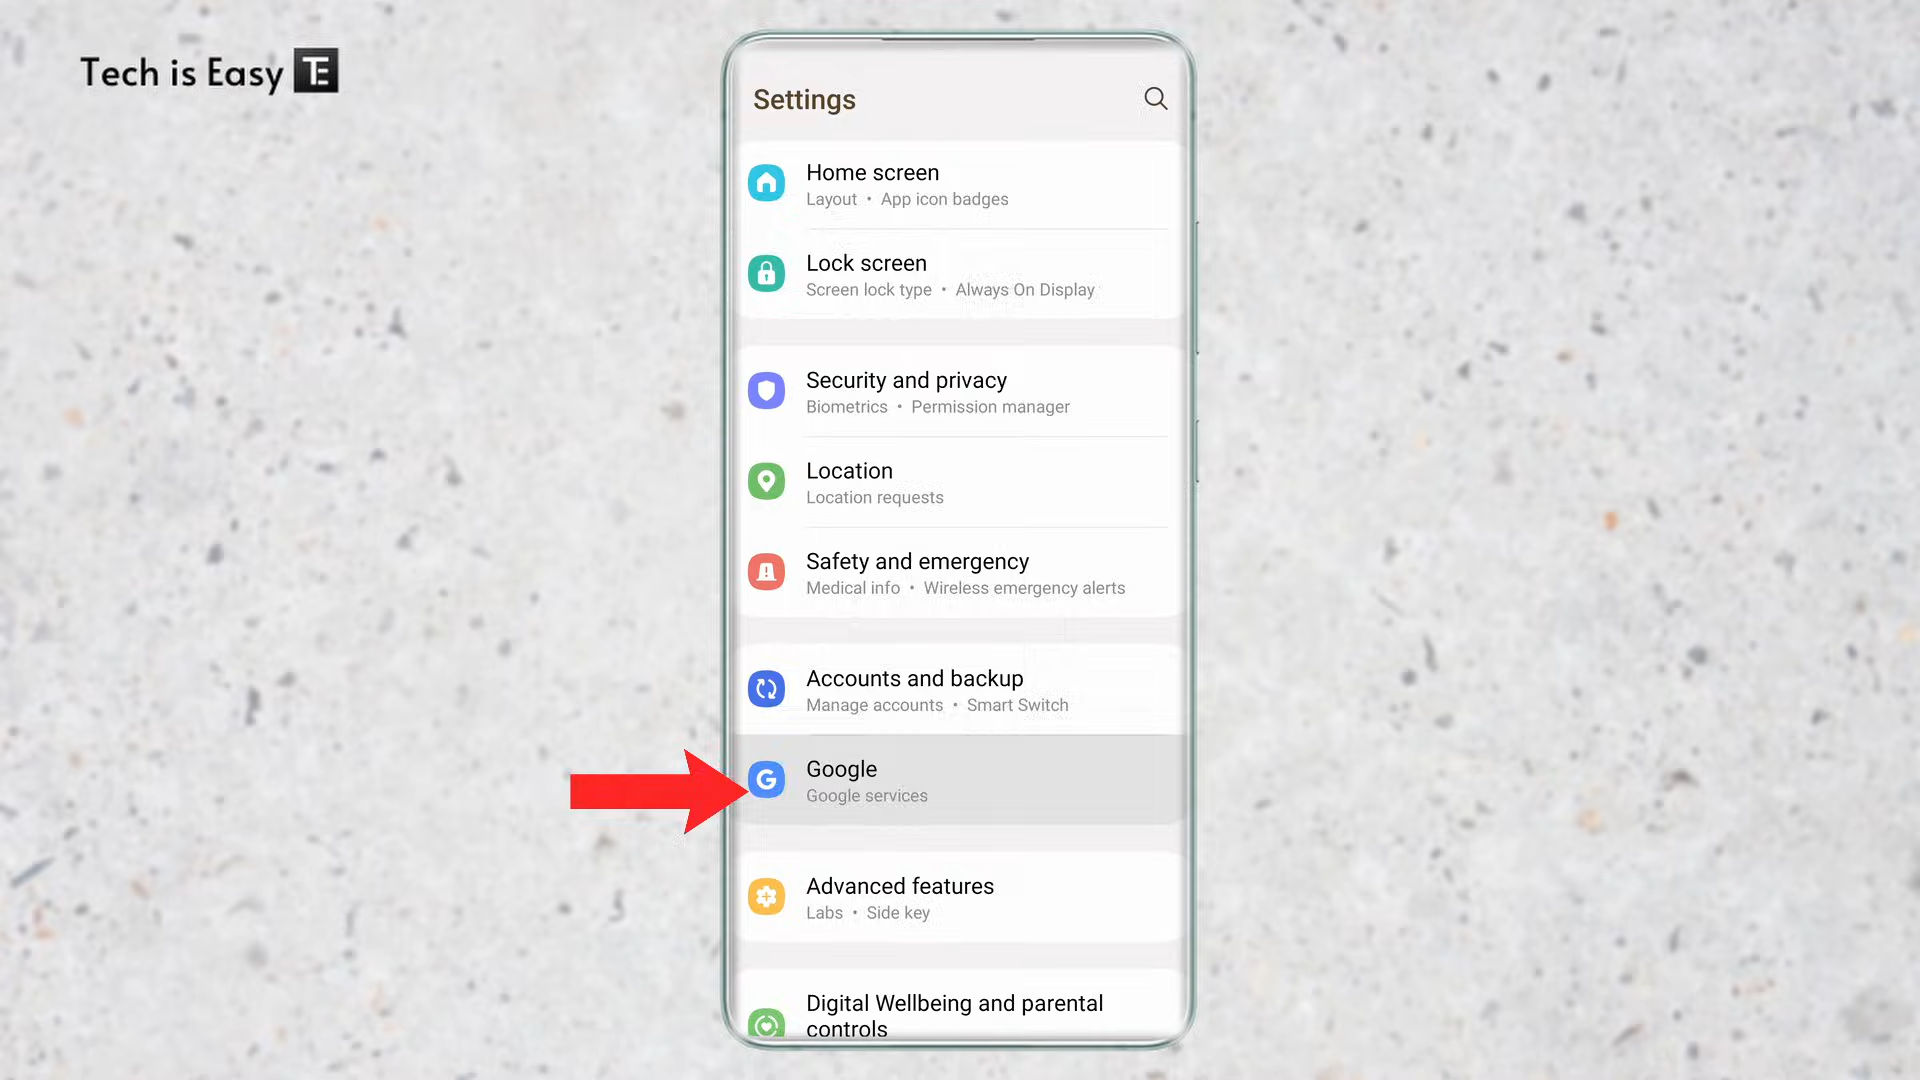 Tech is Easy TE
Settings
Home screen
Layout • App icon badges
Lock screen
Screen lock type • Always On Display
Security and privacy
Biometrics • Permission manager
Location
Location requests
Safety and emergency
Medical info • Wireless emergency alerts
Accounts and backup
Manage accounts • Smart Switch
G Google
Google services
Advanced features
Labs • Side key
Digital Wellbeing and parental
controls